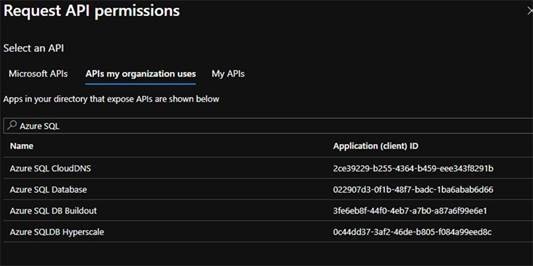 Request API permissions
Select an API
Microsoft APIs APIs my organization uses My APIs
Apps in your directory that expose APIs are shown below
Azure SQL
Name Application (client) ID
Azure SQL CloudDNS 2ce39229-b255-4364-b459-eee343f8291b
Azure SQL Database 022907d3-0f1b-48f7-badc-1ba6abab6d66
Azure SQL DB Buildout 3fe6eb8f-44f0-4eb7-a7b0-a87a6f99e6e1
Azure SQLDB Hyperscale 0c44dd37-3af2-46de-b805-f084a99eed8c